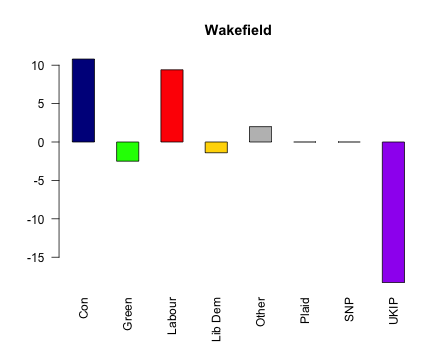 Wakefield
10
5
0
-5
-10
-15
Con
Green
Labour
Lib Dem
Other
Plaid
SNP
UKIP